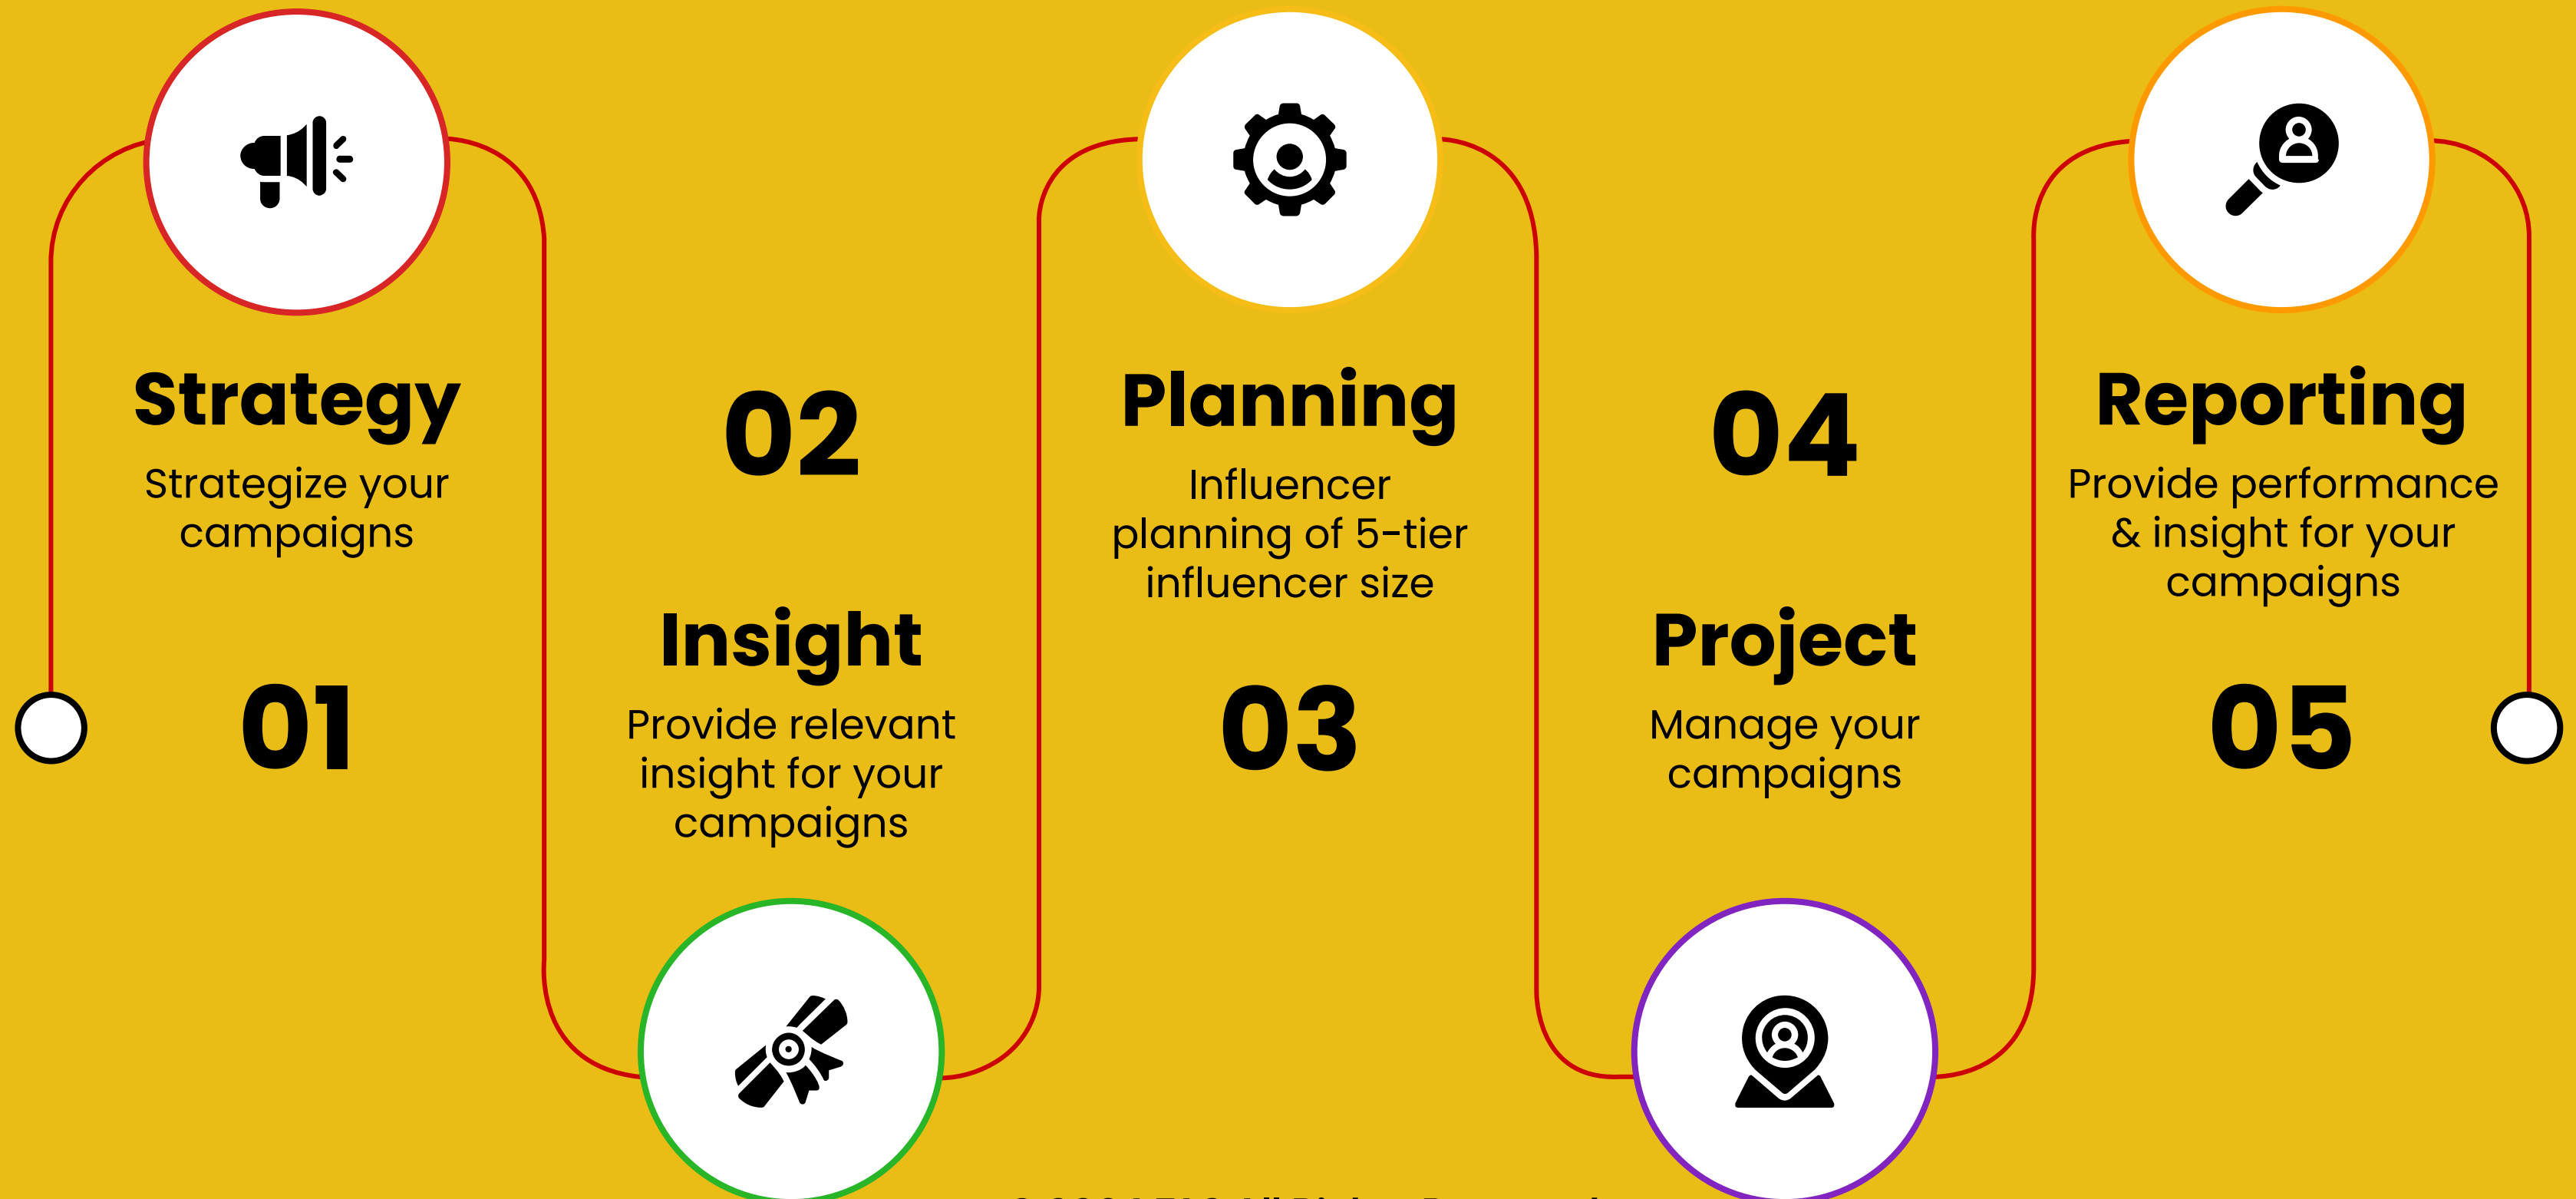 Strategy
Strategize your
campaigns
01
02
Insight
Provide relevant
insight for your
campaigns
Planning
Influencer
planning of 5-tier
influencer size
03
04
Project
Manage your
campaigns
Reporting
Provide performance
& insight for your
campaigns
05